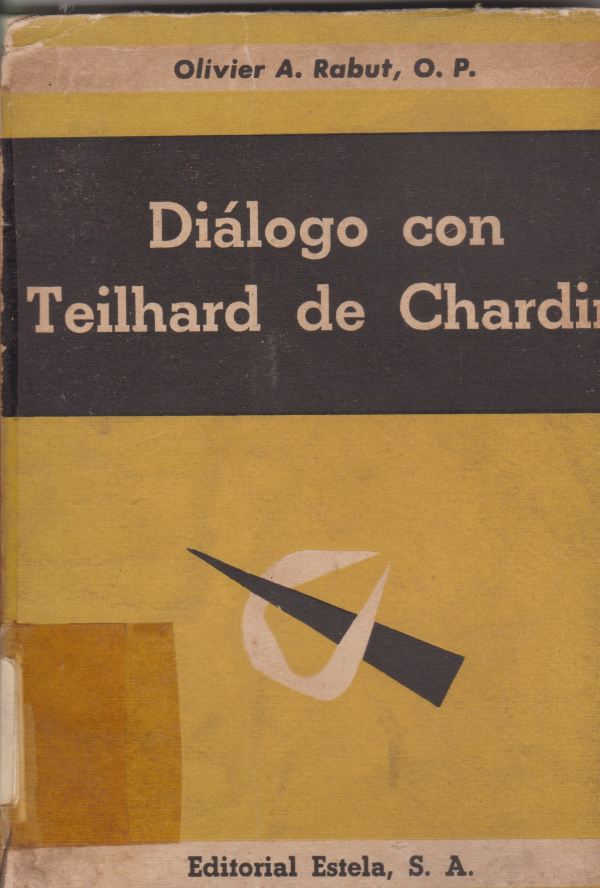 Olivier A. Rabut, O. P.
Diálogo con
Teilhard de Chardin
Editorial Estela, S. A.